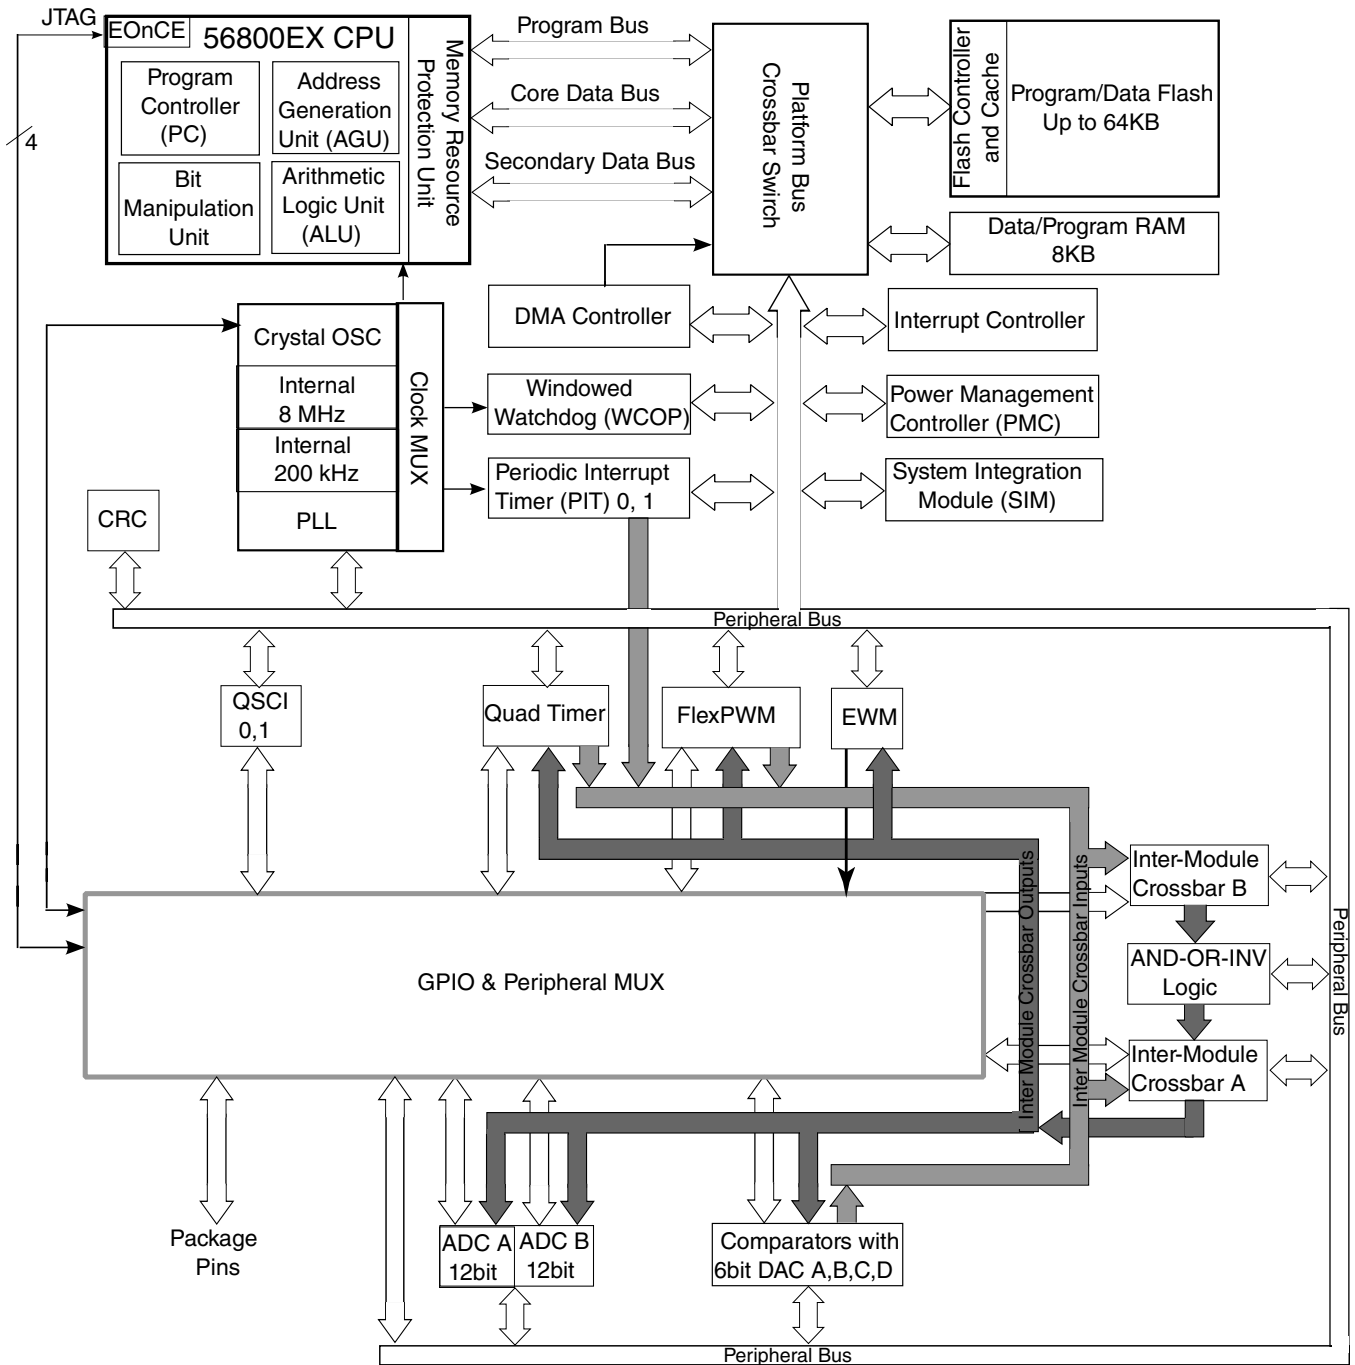 JTAG
EOnCE
56800EX CPU
Program
Controller
(PC)
Address
Generation
Unit (AGU)
Bit
Manipulation
Unit
Arithmetic
Logic Unit
(ALU)
Memory Resource
Protection Unit
4
Program Bus
Core Data Bus
Secondary Data Bus
Platform Bus
Crossbar Swirch
Flash Controller
and Cache
Program/Data Flash
Up to 64KB
Data/Program RAM
8KB
Crystal OSC
Internal
8 MHz
Internal
200 kHz
PLL
Clock MUX
DMA Controller
Interrupt Controller
Windowed
Watchdog (WCOP)
Power Management
Controller (PMC)
Periodic Interrupt
Timer (PIT) 0, 1
System Integration
Module (SIM)
CRC
Peripheral Bus
QSCI
0,1
Quad Timer
FlexPWM
EWM
Inter Module Crossbar Outputs
Inter Module Crossbar Inputs
Inter-Module
Crossbar B
AND-OR-INV
Logic
Inter-Module
Crossbar A
Peripheral Bus
GPIO & Peripheral MUX
Package
Pins
ADC A
12bit
ADC B
12bit
Comparators with
6bit DAC A,B,C,D
Peripheral Bus